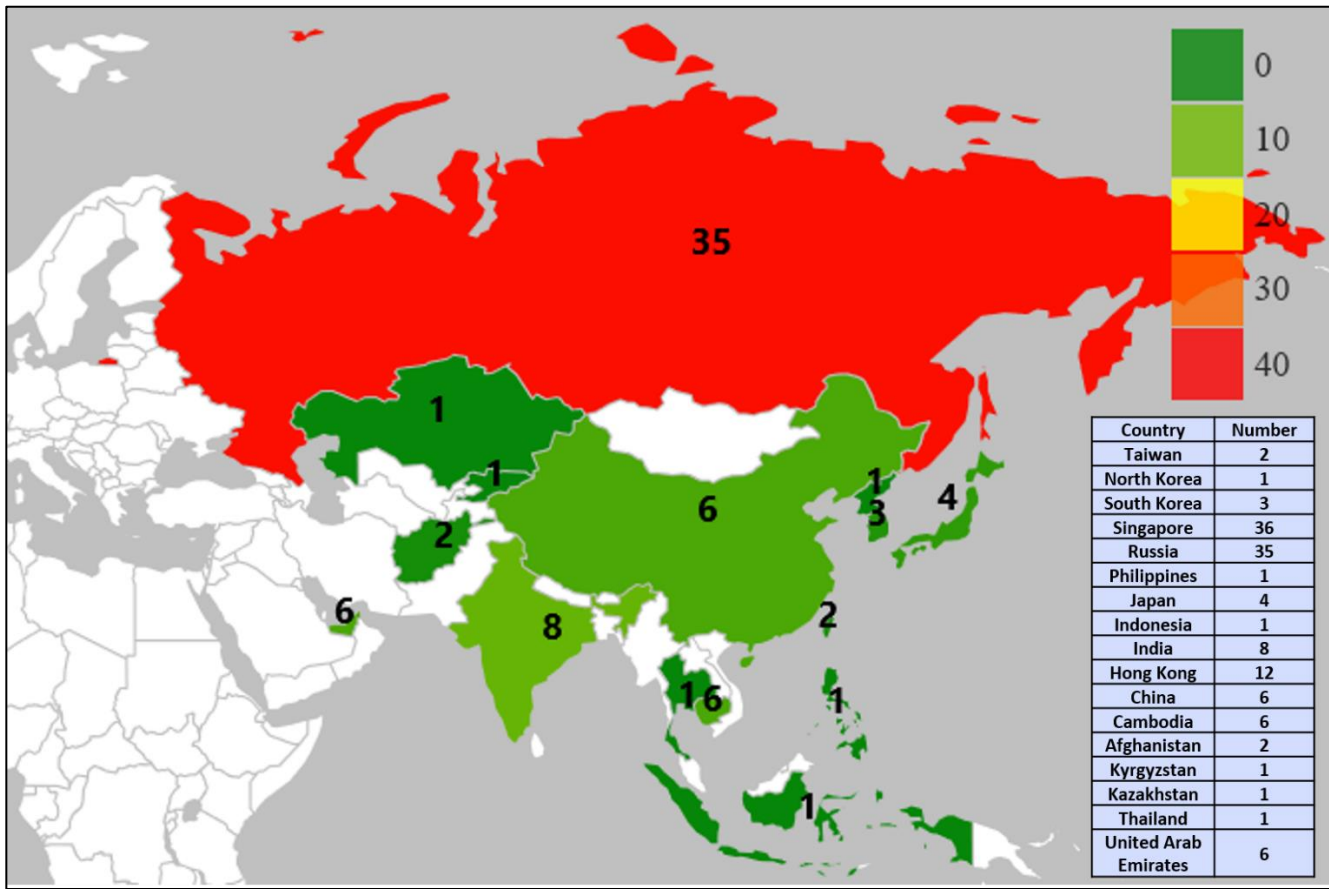 0
10
20
30
40
35
1
1
1
3
4
2
6
6
8
2
1
6
1
1
Country Number
Taiwan 2
North Korea 1
South Korea 3
Singapore 36
Russia 35
Philippines 1
Japan 4
Indonesia 1
India 8
Hong Kong 12
China 6
Cambodia 6
Afghanistan 2
Kyrgyzstan 1
Kazakhstan 1
Thailand 1
United Arab
Emirates 6